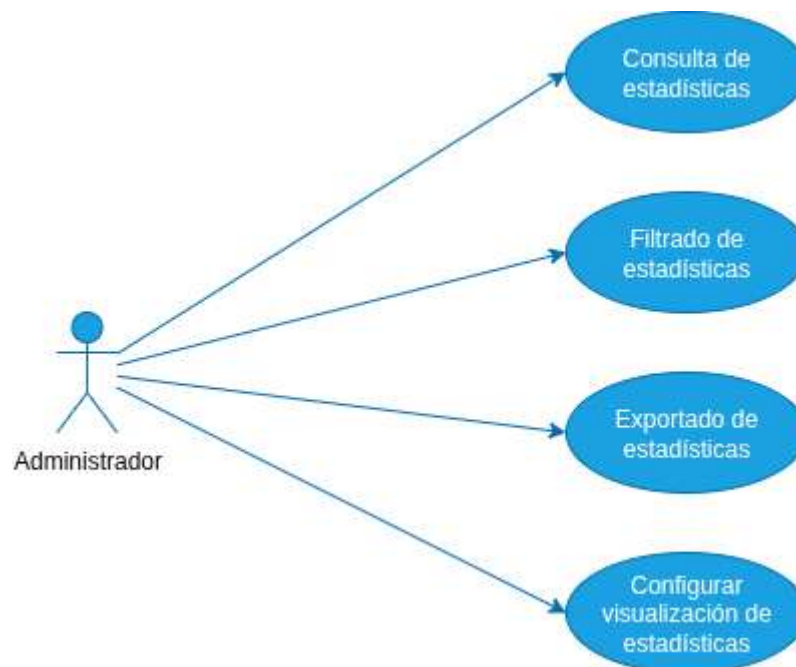 Consulta de
estadísticas
Filtrado de
estadísticas
Administrador
Exportado de
estadísticas
Configurar
visualización de
estadísticas